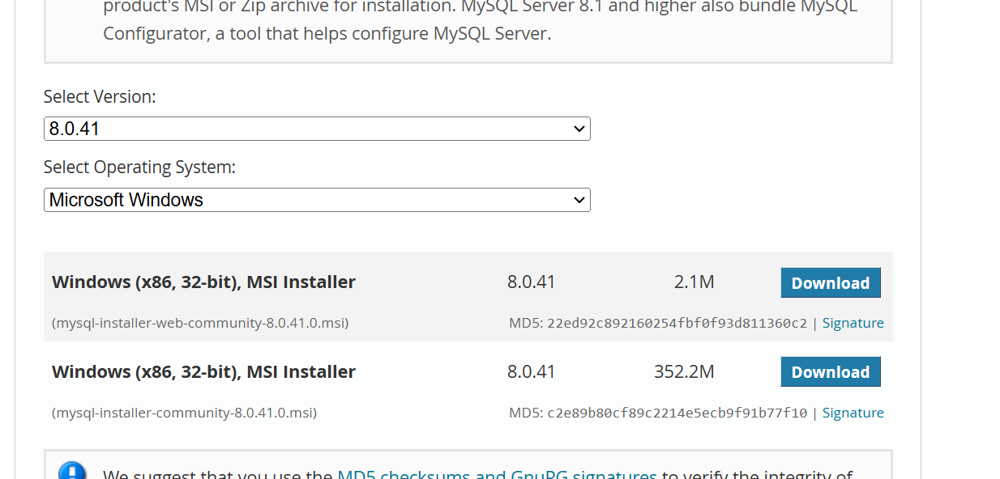 product's MSI or Zip archive for installation. MySQL Server 8.1 and higher also bundle MySQL
Configurator, a tool that helps configure MySQL Server.
Select Version:
8.0.41
Select Operating System:
Microsoft Windows
Windows (x86, 32-bit), MSI Installer 8.0.41 2.1M Download
(mysql-installer-web-community-8.0.41.0.msi) MD5: 22ed92c892160254fbf0f93d811360c2 | Signature
Windows (x86, 32-bit), MSI Installer 8.0.41 352.2M Download
(mysql-installer-community-8.0.41.0.msi) MD5: c2e89b80cf89c2214e5ecb9f91b77f10 | Signature
We suggest that you use the MD5 checksums and GnuPG signatures to verify the integrity of